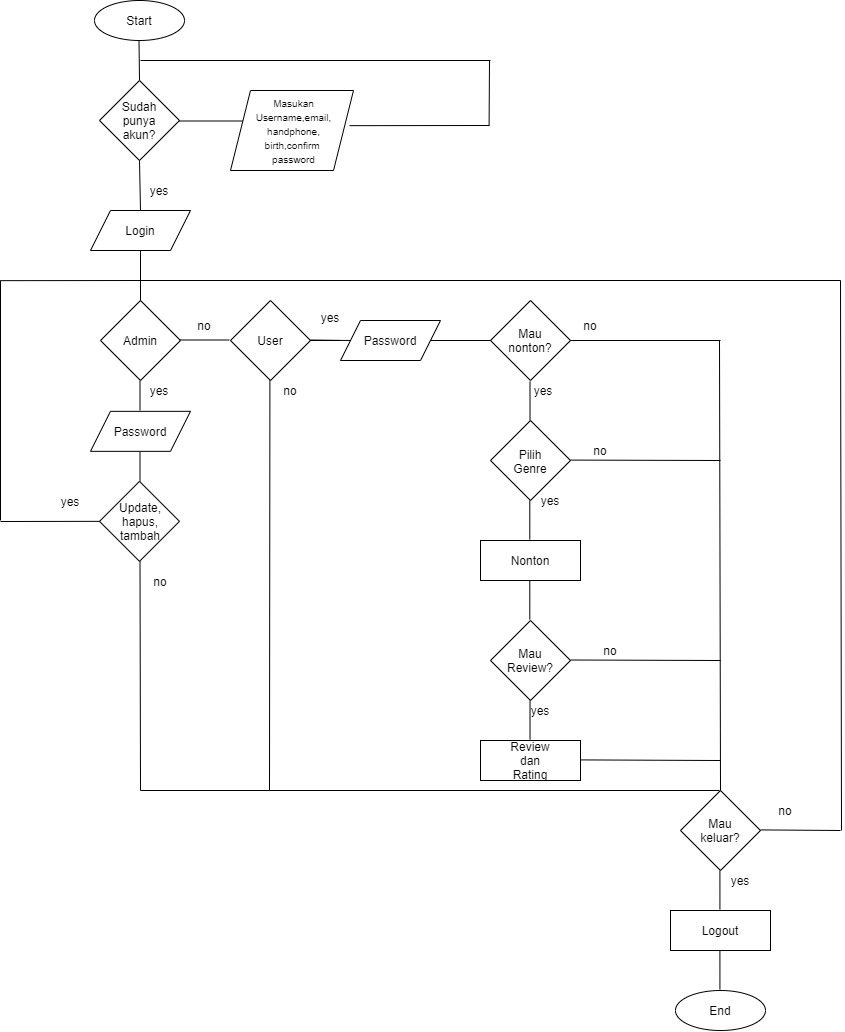 Start
Sudah
punya
akun?
Masukan
Username,email,
handphone,
birth,confirm
password
yes
Login
Admin
no
User
yes
Password
Mau
nonton?
no
yes
no
yes
Password
Pilih
Genre
no
yes
yes
Update,
hapus,
tambah
no
Nonton
Mau
Review?
no
yes
Review
dan
Rating
Mau
keluar?
no
yes
Logout
End